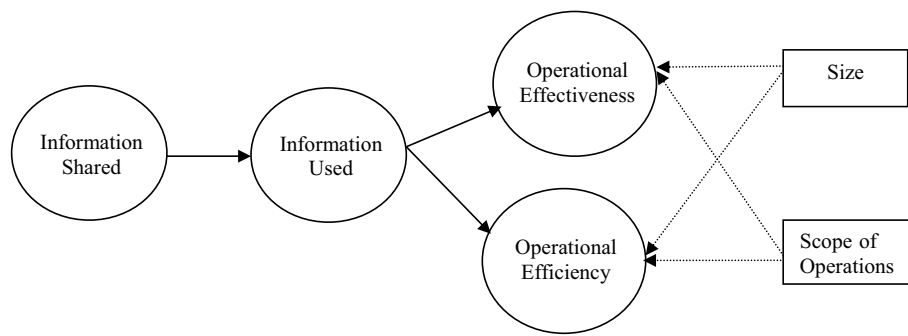 Information
Shared
Information
Used
Operational
Effectiveness
Operational
Efficiency
Size
Scope of
Operations